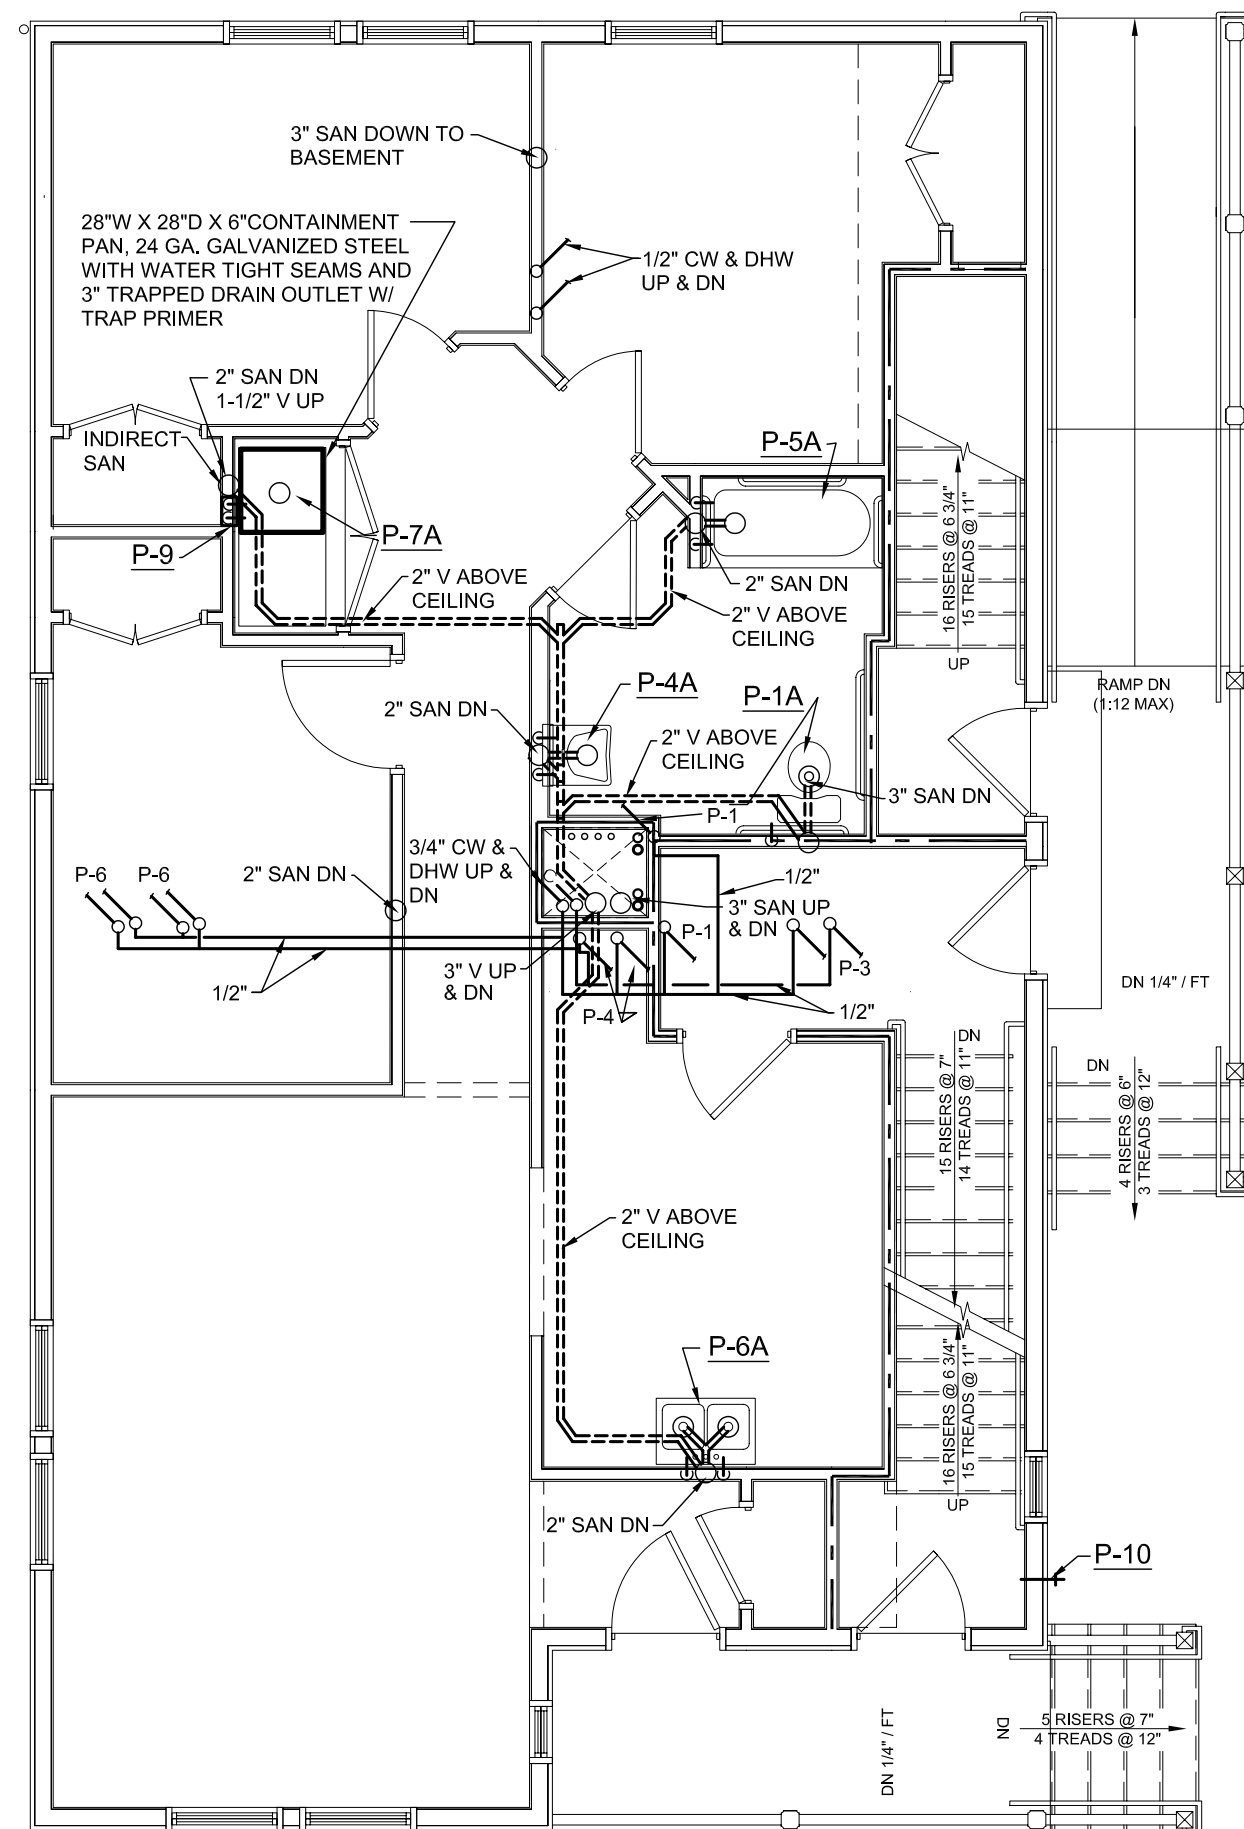 3" SAN DOWN TO
BASEMENT
28"W X 28"D X 6"CONTAINMENT
PAN, 24 GA. GALVANIZED STEEL
WITH WATER TIGHT SEAMS AND
3" TRAPPED DRAIN OUTLET W/
TRAP PRIMER
1/2" CW & DHW
UP & DN
2" SAN DN
1-1/2" V UP
INDIRECT
SAN
P-5A
P-7A
P-9
2" V ABOVE
CEILING
2" SAN DN
2" V ABOVE
CEILING
16 RISERS @ 6 3/4"
15 TREADS @ 11"
UP
RAMP DN
(1:12 MAX)
P-4A
P-1A
2" SAN DN
2" V ABOVE
CEILING
3" SAN DN
P-1
3/4" CW &
DHW UP &
DN
P-6
P-6
2" SAN DN
1/2"
3" SAN UP
& DN
P-1
P-3
3" V UP
& DN
1/2"
P-4
1/2"
DN 1/4" / FT
DN
15 RISERS @ 7"
14 TREADS @ 11"
DN
4 RISERS @ 6"
3 TREADS @ 12"
2" V ABOVE
CEILING
P-6A
16 RISERS @ 6 3/4"
15 TREADS @ 11"
UP
2" SAN DN
P-10
DN 1/4" / FT
DN
5 RISERS @ 7"
4 TREADS @ 12"